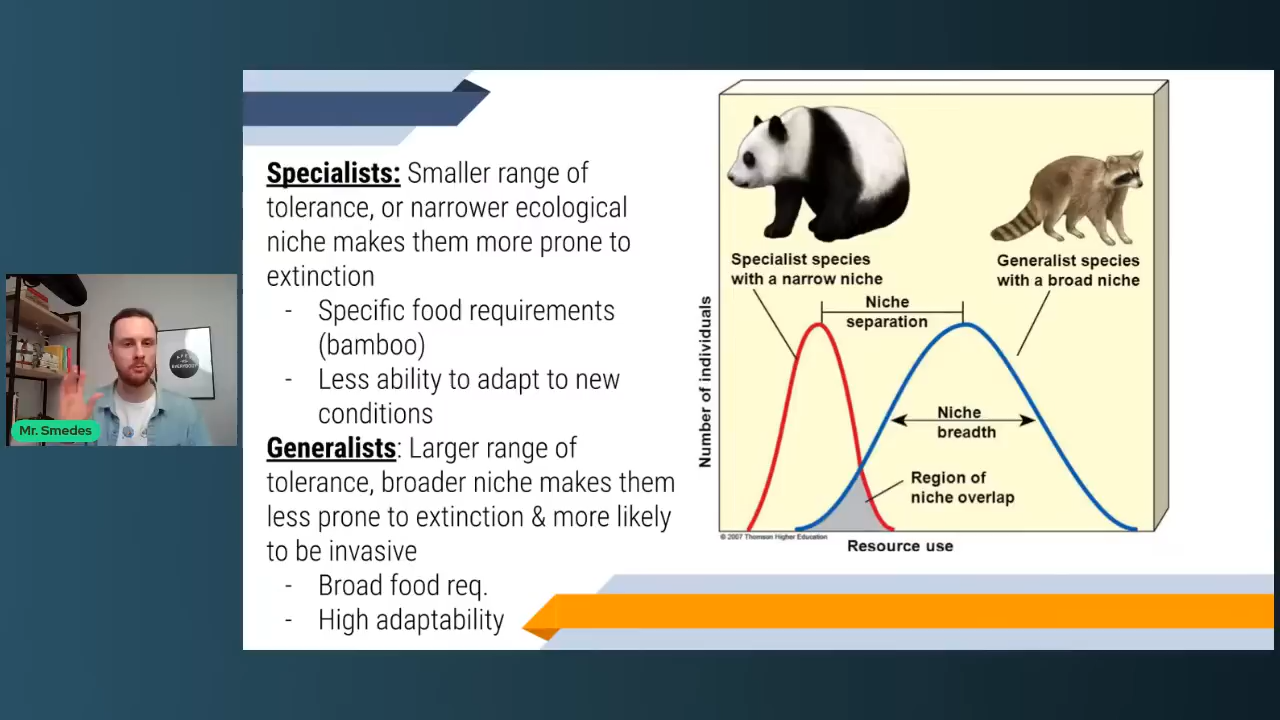 Specialists: Smaller range of
tolerance, or narrower ecological
niche makes them more prone to
extinction
- Specific food requirements
(bamboo)
- Less ability to adapt to new
conditions
Generalists: Larger range of
tolerance, broader niche makes them
less prone to extinction & more likely
to be invasive
- Broad food req.
- High adaptability
Specialist species
with a narrow niche
Generalist species
with a broad niche
Niche
separation
Niche
breadth
Region of
niche overlap
Number of individuals
© 2007 Thomson Higher Education
Resource use
Mr. Smedes